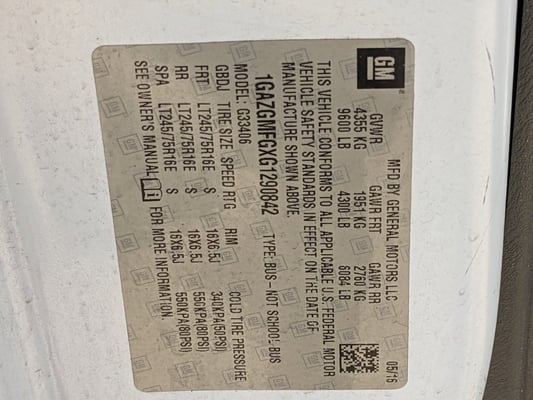 GM
MFD BY GENERAL MOTORS LLC 05/16
GVWR GAWR FRT GAWR RR
4355 KG 1951 KG 2760 KG
9600 LB 4300 LB 6084 LB
THIS VEHICLE CONFORMS TO ALL APPLICABLE U.S. FEDERAL MOTOR
VEHICLE SAFETY STANDARDS IN EFFECT ON THE DATE OF
MANUFACTURE SHOWN ABOVE.
1GAZGMFGXG1290842 TYPE: BUS–NOT SCHOOL BUS
MODEL: G33406
GBDJ TIRE SIZE SPEED RTG RIM COLD TIRE PRESSURE
FRT LT245/75R16E S 16X6.5J 340KPA(50PSI)
RR LT245/75R16E S 16X6.5J 550KPA(80PSI)
SPA LT245/75R16E S 16X6.5J 550KPA(80PSI)
SEE OWNER'S MANUAL FOR MORE INFORMATION.